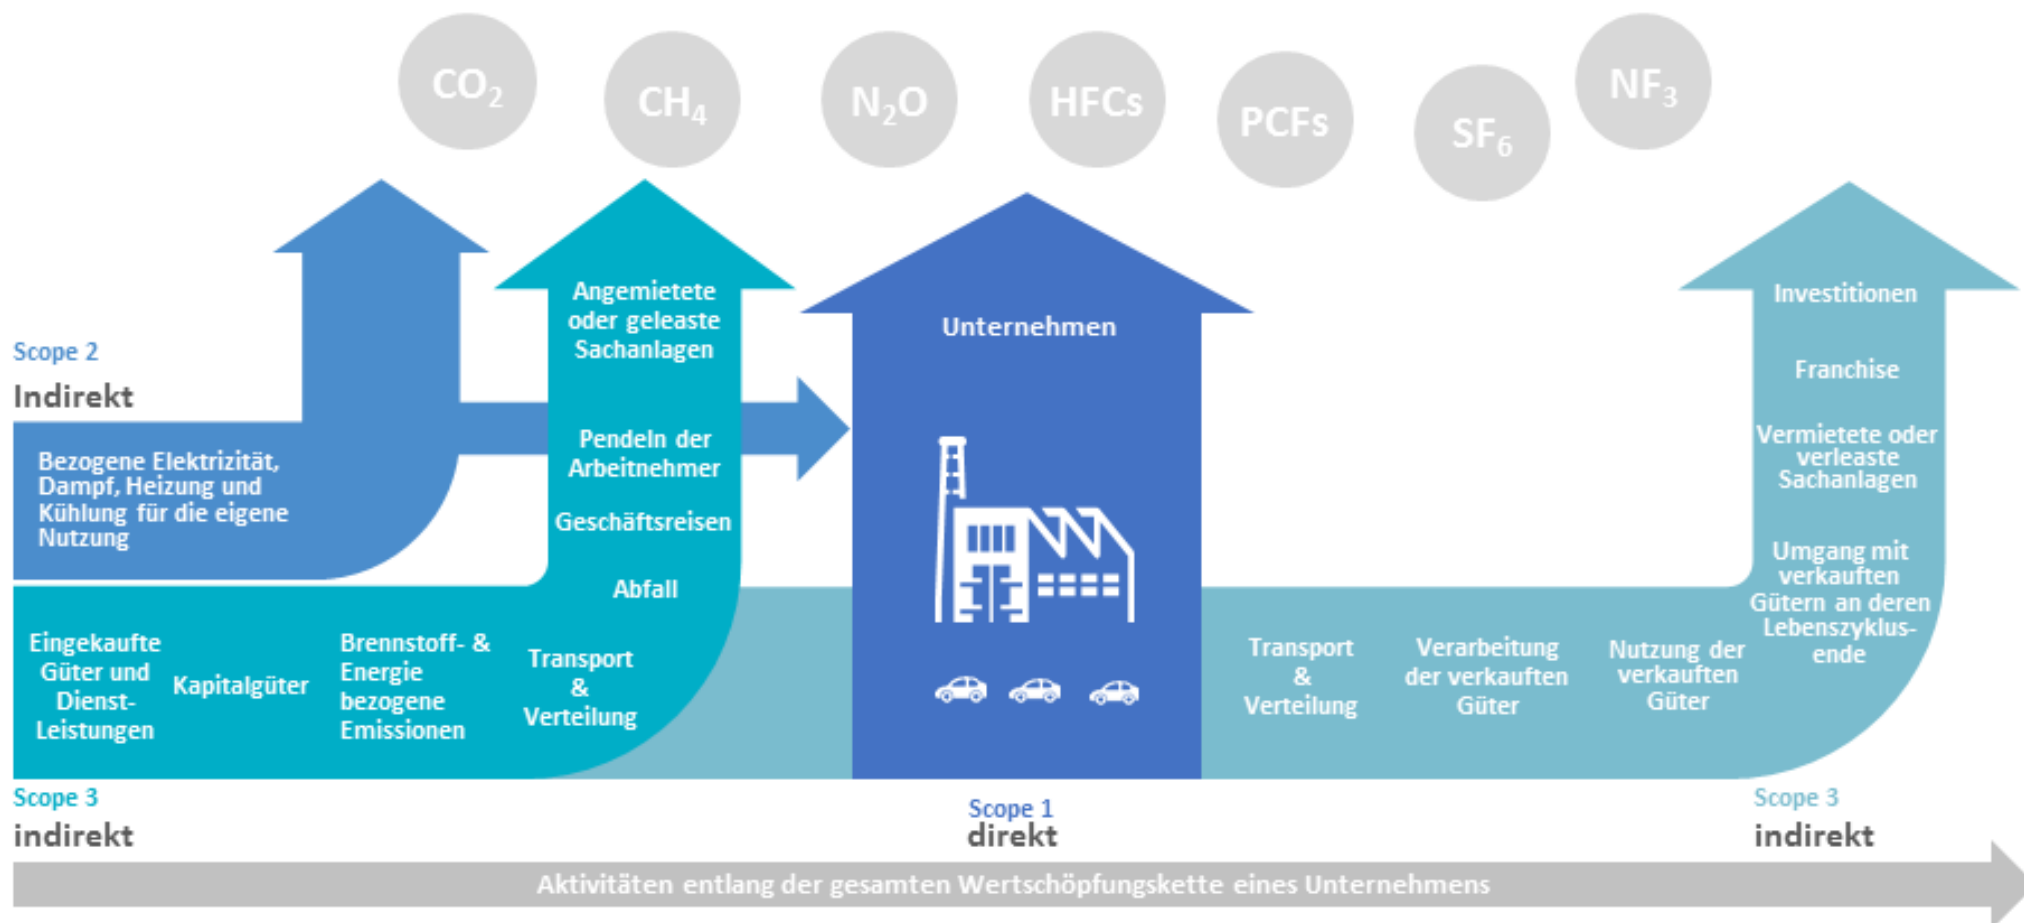 CO₂
CH₄
N₂O
HFCs
PCFs
SF₆
NF₃
Scope 2
Indirekt
Bezogene Elektrizität,
Dampf, Heizung und
Kühlung für die eigene
Nutzung
Eingekaufte
Güter und
Dienst-
Leistungen
Kapitalgüter
Brennstoff- &
Energie
bezogene
Emissionen
Transport
&
Verteilung
Abfall
Geschäftsreisen
Pendeln der
Arbeitnehmer
Angemietete
oder geleaste
Sachanlagen
Scope 3
indirekt
Unternehmen
Scope 1
direkt
Transport
&
Verteilung
Verarbeitung
der verkauften
Güter
Nutzung der
verkauften
Güter
Umgang mit
verkauften
Gütern an deren
Lebenszyklus-
ende
Vermietete oder
verleaste
Sachanlagen
Franchise
Investitionen
Scope 3
indirekt
Aktivitäten entlang der gesamten Wertschöpfungskette eines Unternehmens